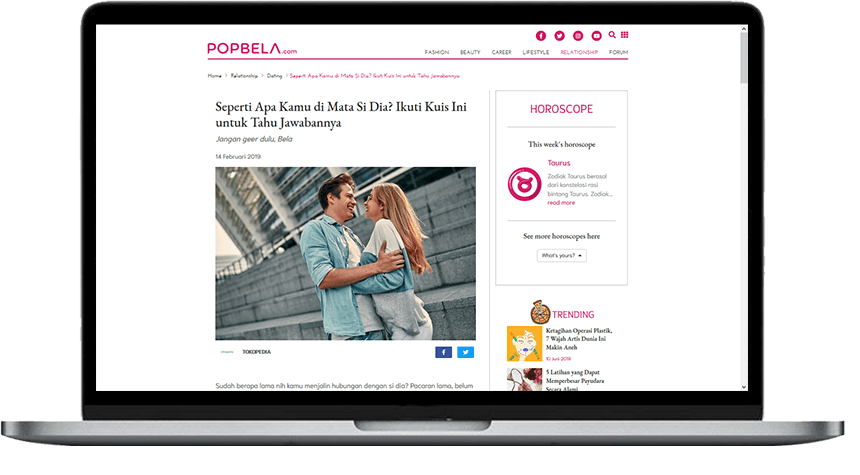 POPBELA.com
FASHION BEAUTY CAREER LIFESTYLE RELATIONSHIP FORUM
Home > Relationship > Dating > Seperti Apa Kamu di Mata Si Dia? Ikuti Kuis Ini untuk Tahu Jawabannya
Seperti Apa Kamu di Mata Si Dia? Ikuti Kuis Ini
untuk Tahu Jawabannya
Jangan geer dulu, Bela
14 Februari 2019
TOKOPEDIA
Sudah berapa lama nih kamu menjalin hubungan dengan si dia? Pacaran lama, belum
HOROSCOPE
This week's horoscope
Taurus
Zodiak Taurus berasal
dari konstelasi rasi
bintang Taurus. Zodiak...
read more
See more horoscopes here
What's yours?
TRENDING
Ketagihan Operasi Plastik,
7 Wajah Artis Dunia Ini
Makin Aneh
10 Juni 2019
5 Latihan yang Dapat
Memperbesar Payudara
Secara Alami